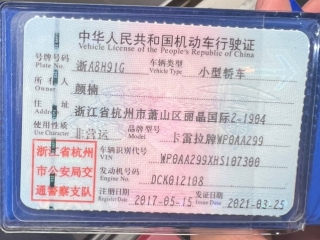 中华人民共和国机动车行驶证
Vehicle License of the People's Republic of China
号牌号码 浙A8H91G 车辆类型 小型轿车
Plate No. Vehicle Type
所有人 颜楠
Owner
住址 浙江省杭州市萧山区丽晶国际2-1904
Address
使用性质 非营运 品牌型号 卡雷拉牌WP0AA299
浙江省杭州
市公安局交
通警察支队
车辆识别代号 WP0AA299XHS107300
VIN
发动机号码 DCK012108
Engine No.
注册日期 2017-05-15 发证日期 2021-03-25
Register Date Issue Date